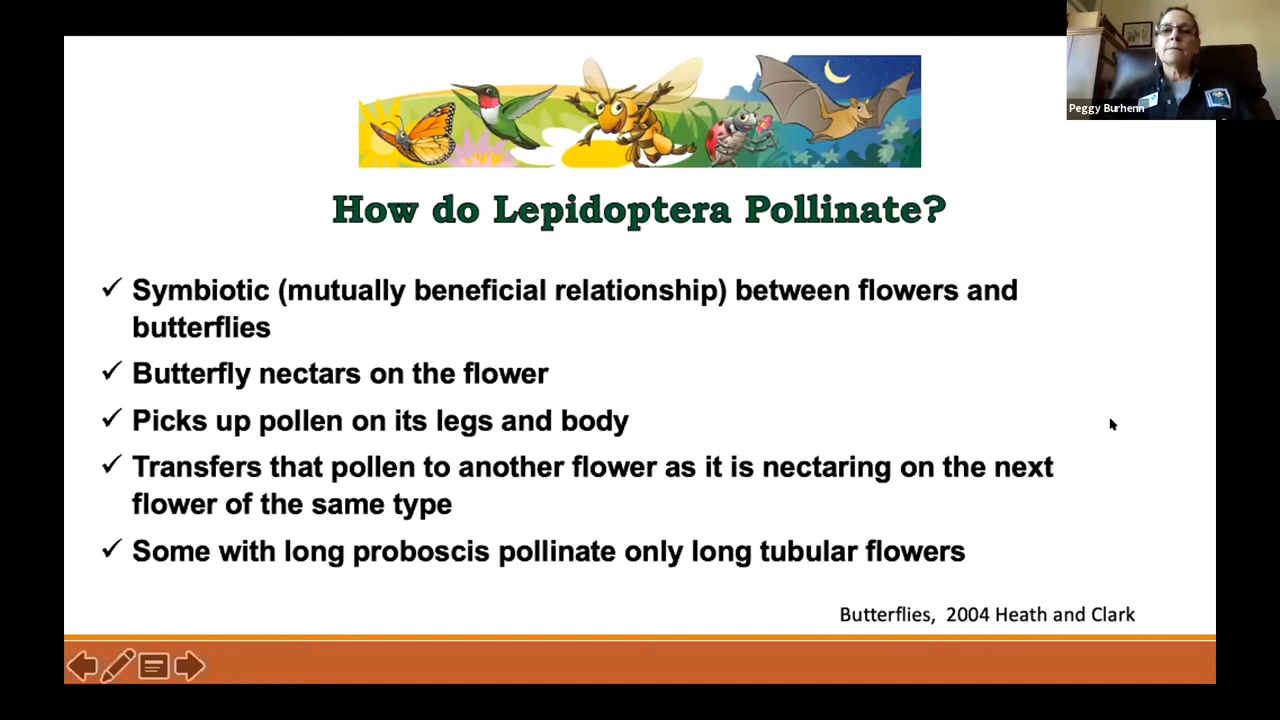 Peggy Burhenn
How do Lepidoptera Pollinate?
✓ Symbiotic (mutually beneficial relationship) between flowers and
butterflies
✓ Butterfly nectars on the flower
✓ Picks up pollen on its legs and body
✓ Transfers that pollen to another flower as it is nectaring on the next
flower of the same type
✓ Some with long proboscis pollinate only long tubular flowers
Butterflies, 2004 Heath and Clark